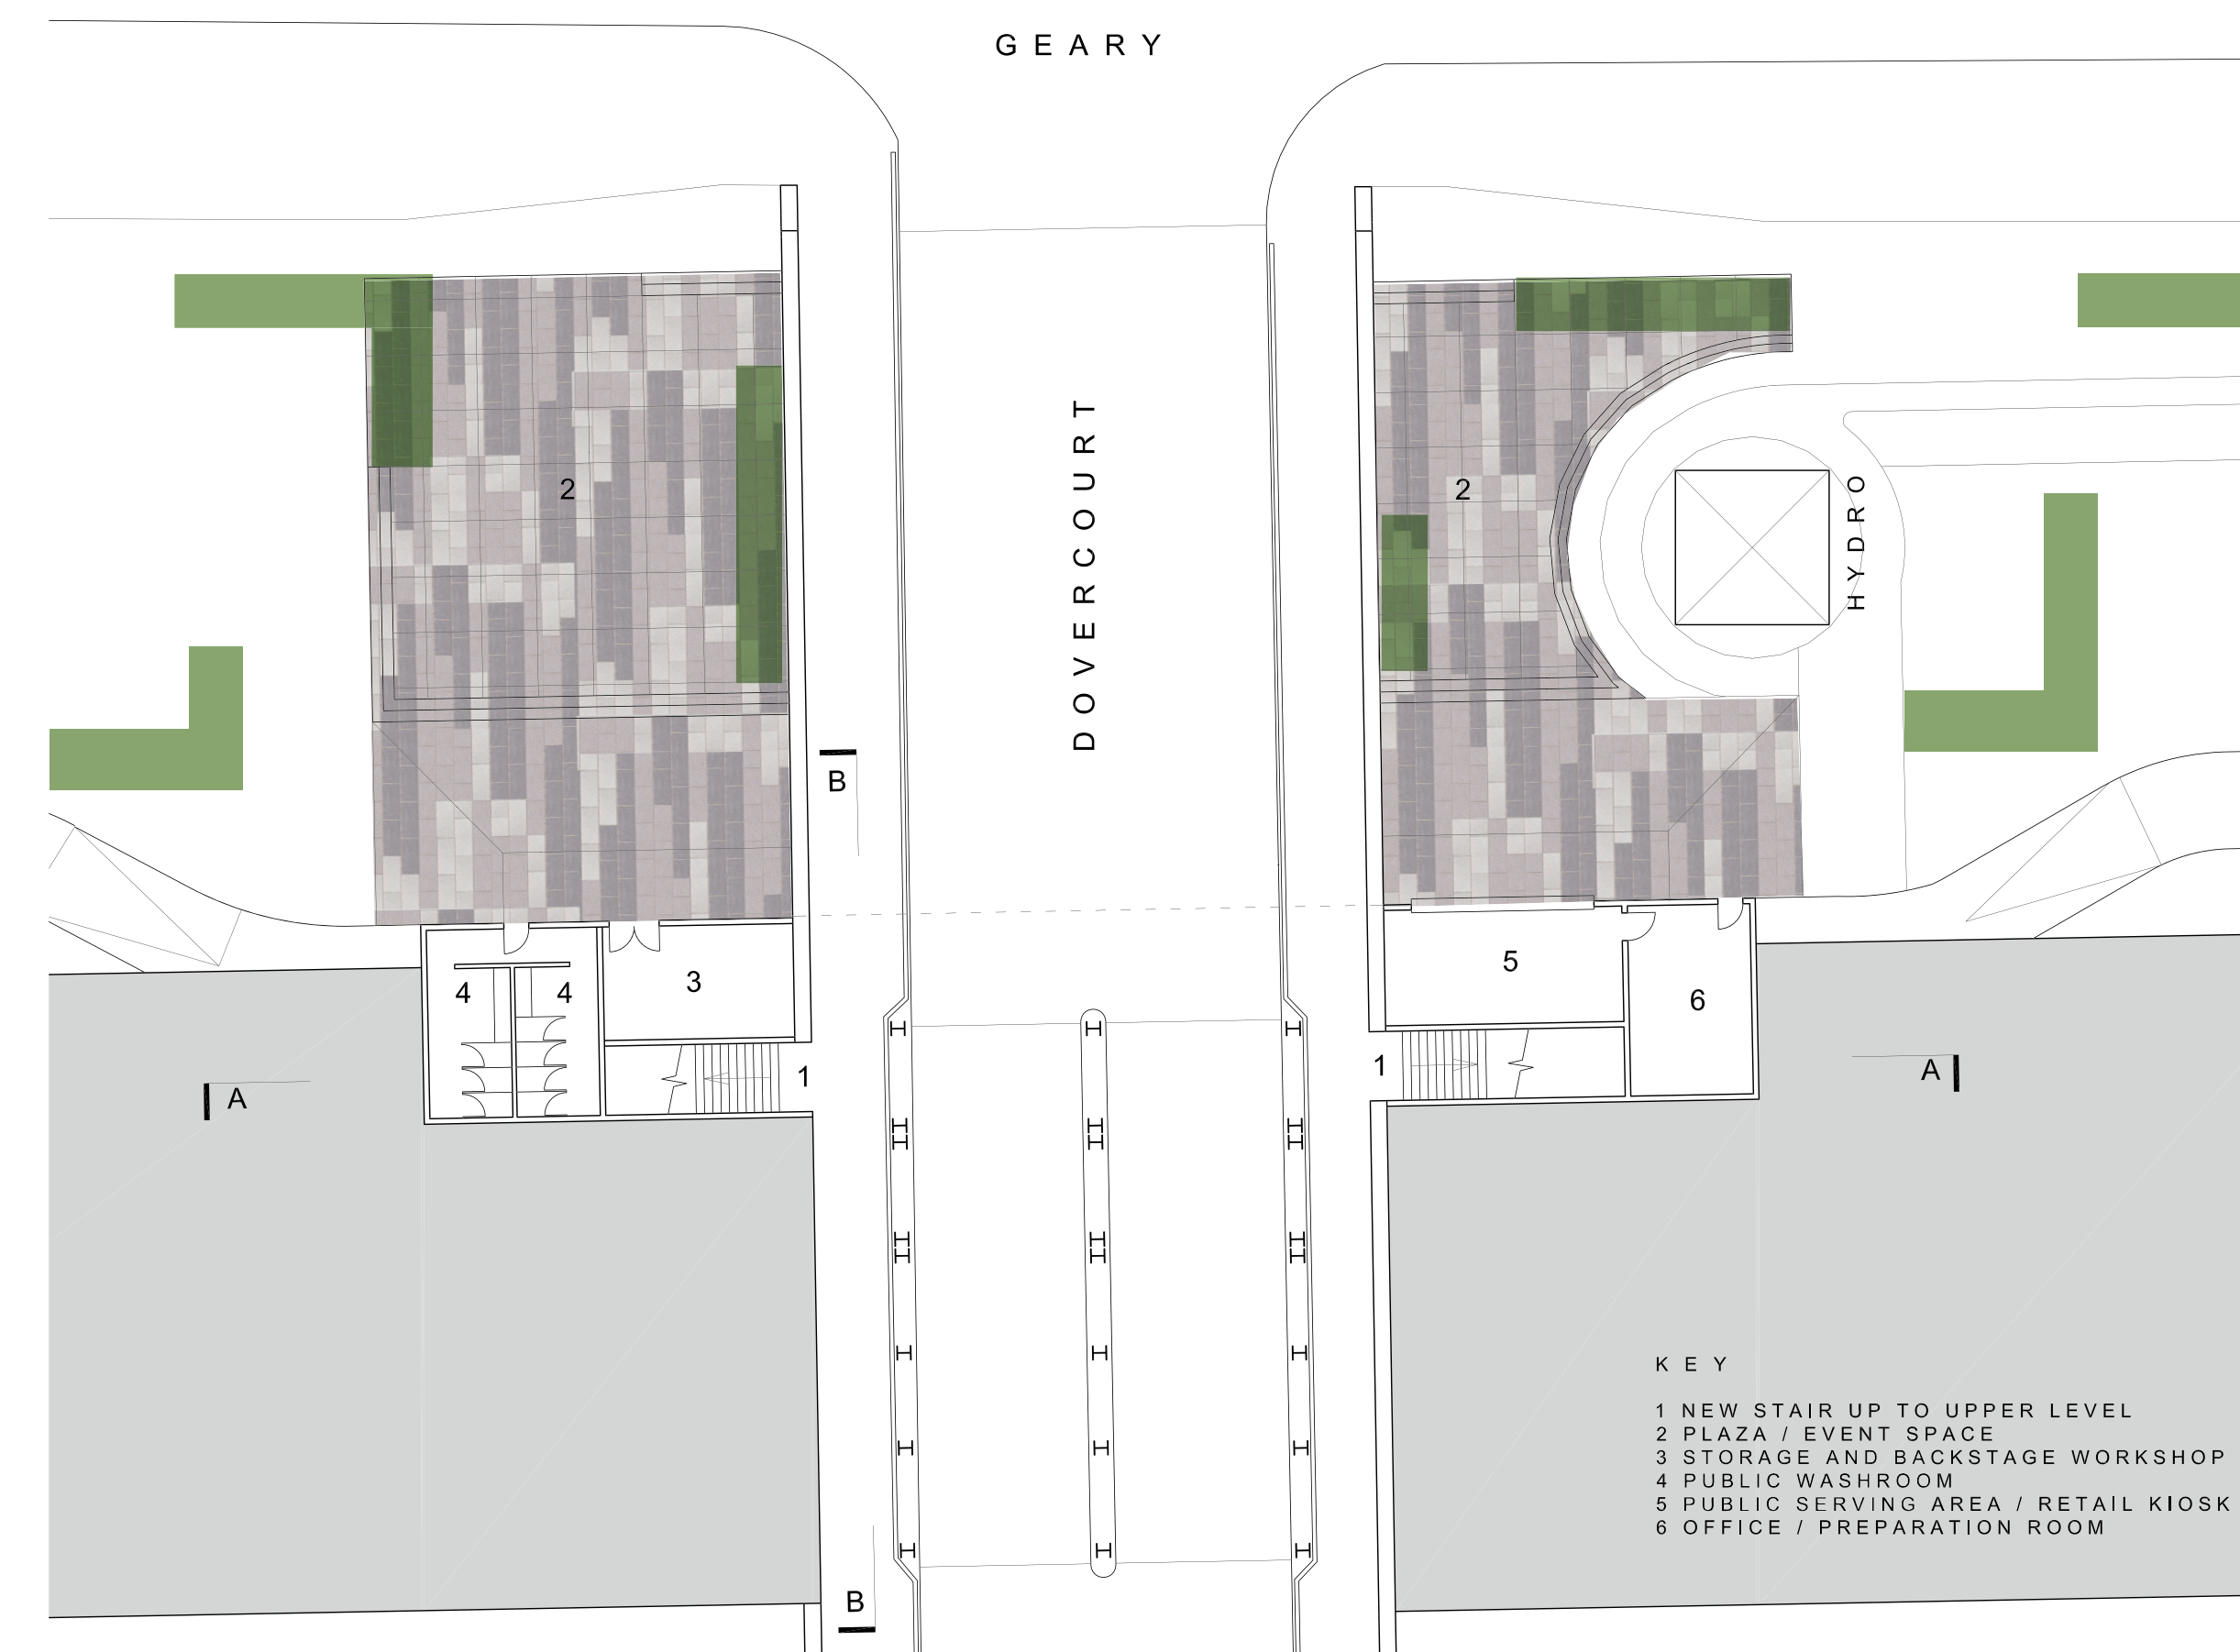 GEARY
2
2
DOVERCOURT
HYDRO
B
4
4
3
5
6
1
1
A
A
B
KEY
1 NEW STAIR UP TO UPPER LEVEL
2 PLAZA / EVENT SPACE
3 STORAGE AND BACKSTAGE WORKSHOP
4 PUBLIC WASHROOM
5 PUBLIC SERVING AREA / RETAIL KIOSK
6 OFFICE / PREPARATION ROOM